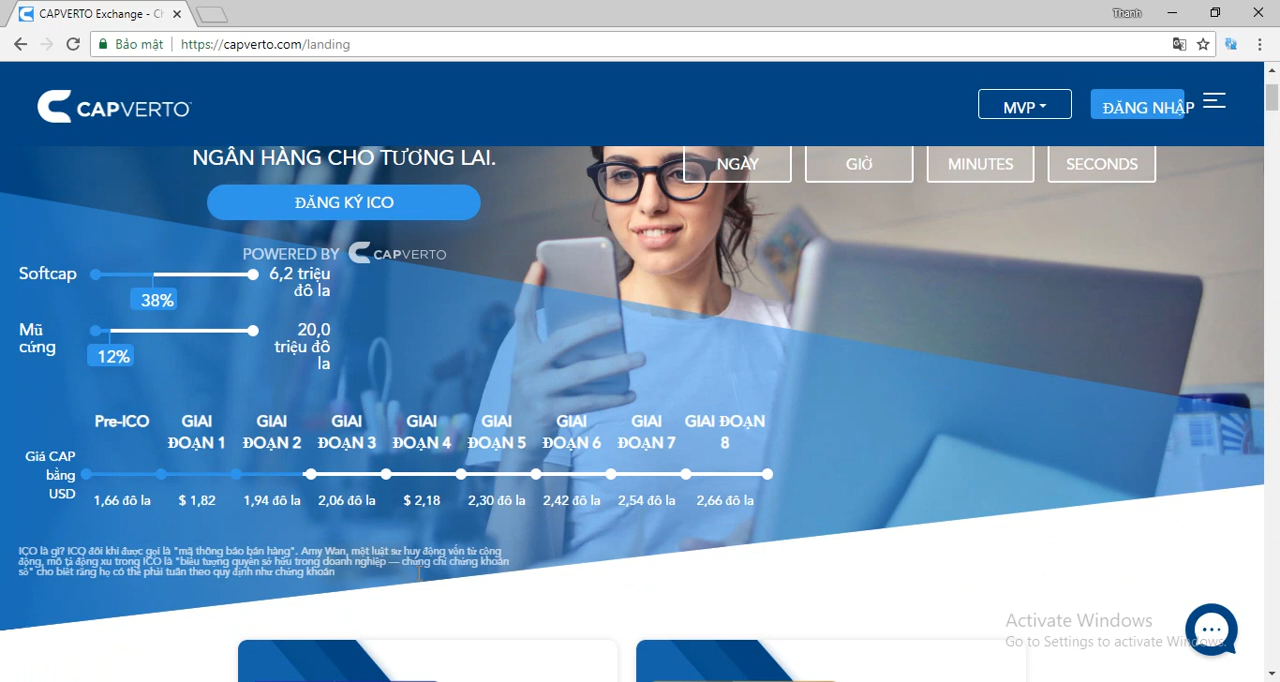 CAPVERTO Exchange - Ch
Thanh
Bảo mật
https://capverto.com/landing
CAPVERTO
MVP
ĐĂNG NHẬP
NGÂN HÀNG CHO TƯƠNG LAI.
NGÀY
GIỜ
MINUTES
SECONDS
ĐĂNG KÝ ICO
POWERED BY CAPVERTO
Softcap
6,2 triệu
đô la
38%
Mũ
cứng
20,0
triệu đô
la
12%
Pre-ICO
GIAI
ĐOẠN 1
GIAI
ĐOẠN 2
GIAI
ĐOẠN 3
GIAI
ĐOẠN 4
GIAI
ĐOẠN 5
GIAI
ĐOẠN 6
GIAI
ĐOẠN 7
GIAI ĐOẠN
8
Giá CAP
bằng
USD
1,66 đô la
$ 1,82
1,94 đô la
2,06 đô la
$ 2,18
2,30 đô la
2,42 đô la
2,54 đô la
2,66 đô la
ICO là gì? ICO đôi khi được gọi là "mã thông báo bán hàng". Amy Wan, một luật sư huy động vốn từ cộng
động, mô tả động xu trong ICO là "biểu tượng quyền sở hữu trong doanh nghiệp — chứng chỉ chứng khoán
số" cho biết rằng họ có thể phải tuân theo quy định như chứng khoán
Activate Windows
Go to Settings to activate Windows.